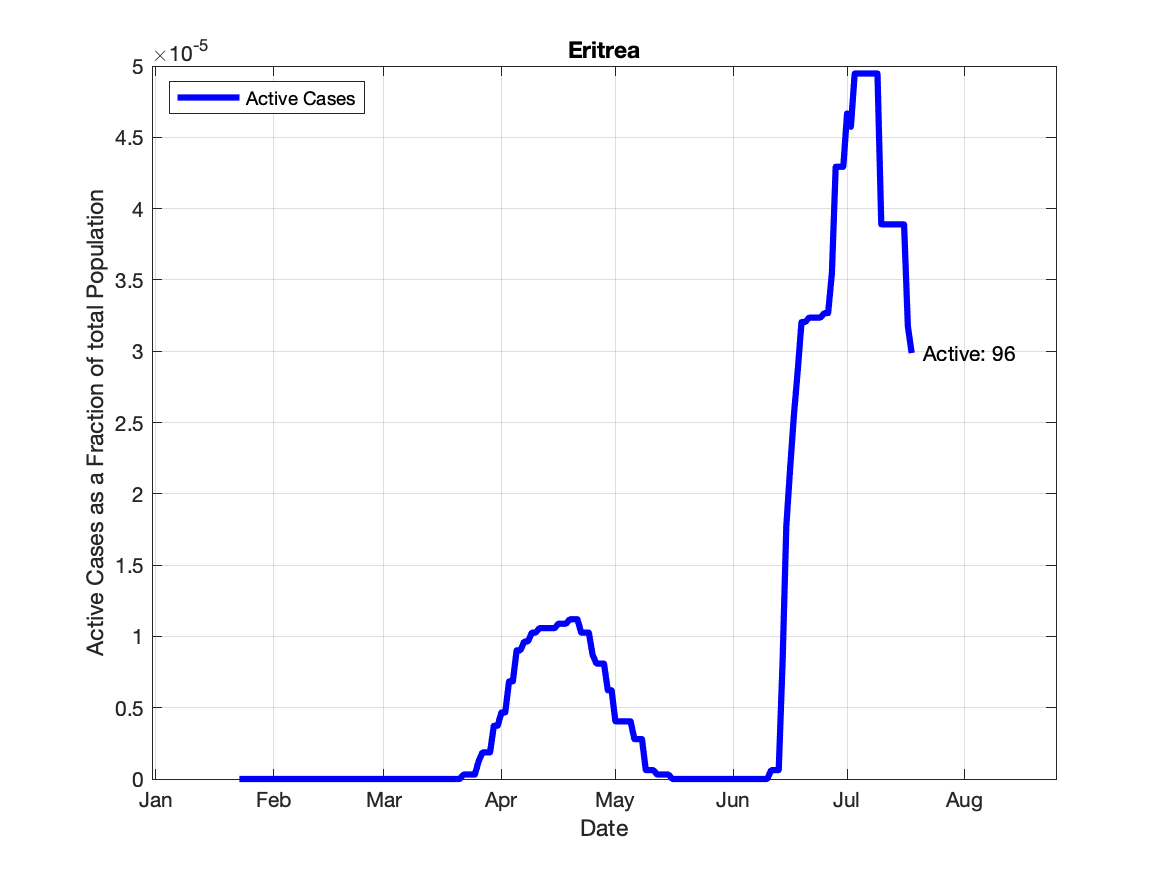 Eritrea
×10-5
Active Cases
5
4.5
4
3.5
3
2.5
2
1.5
1
0.5
0
Active Cases as a Fraction of total Population
Active: 96
Jan Feb Mar Apr May Jun Jul Aug
Date